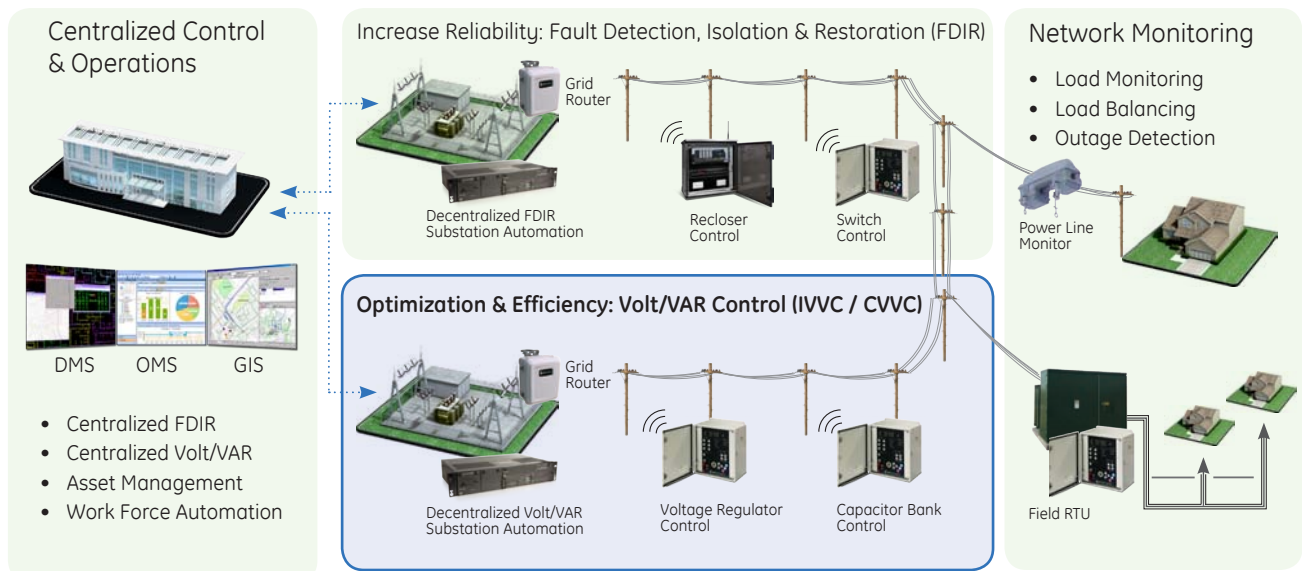 Centralized Control
& Operations
DMS
OMS
GIS
• Centralized FDIR
• Centralized Volt/VAR
• Asset Management
• Work Force Automation
Increase Reliability: Fault Detection, Isolation & Restoration (FDIR)
Grid
Router
Decentralized FDIR
Substation Automation
Recloser
Control
Switch
Control
Optimization & Efficiency: Volt/VAR Control (IVVC / CVVC)
Grid
Router
Decentralized Volt/VAR
Substation Automation
Voltage Regulator
Control
Capacitor Bank
Control
Network Monitoring
• Load Monitoring
• Load Balancing
• Outage Detection
Power Line
Monitor
Field RTU